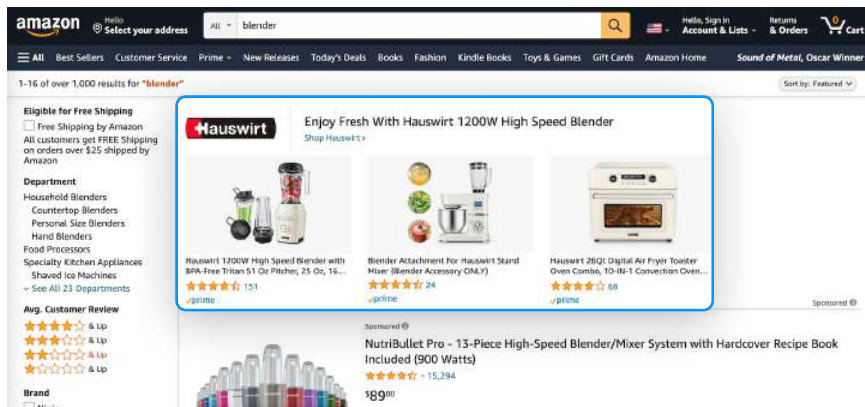 amazon
Hello
Select your address
All
blender
Hello, Sign in
Account & Lists
Returns
& Orders
0
Cart
All
Best Sellers
Customer Service
Prime
New Releases
Today's Deals
Books
Fashion
Kindle Books
Toys & Games
Gift Cards
Amazon Home
Sound of Metal, Oscar Winner
1-16 of over 1,000 results for "blender"
Sort by: Featured
Eligible for Free Shipping
Free Shipping by Amazon
All customers get FREE Shipping
on orders over $25 shipped by
Amazon
Department
Household Blenders
Countertop Blenders
Personal Size Blenders
Hand Blenders
Food Processors
Specialty Kitchen Appliances
Shaved Ice Machines
See All 23 Departments
Avg. Customer Review
& Up
& Up
& Up
& Up
Brand
Hauswirt
Enjoy Fresh With Hauswirt 1200W High Speed Blender
Shop Hauswirt
Hauswirt 1200W High Speed Blender with
BPA-Free Tritan 51 Oz Pitcher, 25 Oz, 16...
151
prime
Blender Attachment For Hauswirt Stand
Mixer (Blender Accessory ONLY)
24
prime
Hauswirt 26Qt Digital Air Fryer Toaster
Oven Combo, 10-IN-1 Convection Oven...
68
prime
Sponsored
Sponsored
NutriBullet Pro - 13-Piece High-Speed Blender/Mixer System with Hardcover Recipe Book
Included (900 Watts)
15,294
$8900